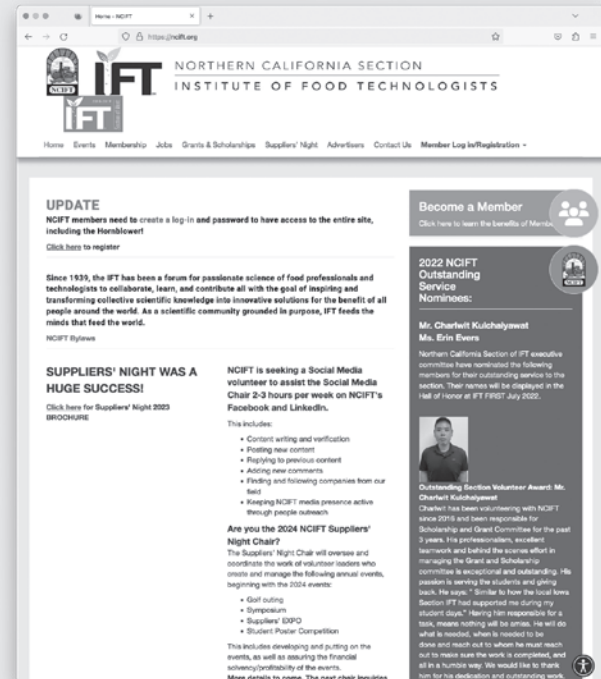 Home - NCIFT
https://ncift.org
NCIFT
IFT
NORTHERN CALIFORNIA SECTION
INSTITUTE OF FOOD TECHNOLOGISTS
IFT
Home Events Membership Jobs Grants & Scholarships Suppliers' Night Advertisers Contact Us Member Log in/Registration
UPDATE
NCIFT members need to create a log-in and password to have access to the entire site,
including the Hornblower!
Click here to register
Since 1939, the IFT has been a forum for passionate science of food professionals and
technologists to collaborate, learn, and contribute all with the goal of inspiring and
transforming collective scientific knowledge into innovative solutions for the benefit of all
people around the world. As a scientific community grounded in purpose, IFT feeds the
minds that feed the world.
NCIFT Bylaws
SUPPLIERS' NIGHT WAS A
HUGE SUCCESS!
Click here for Suppliers' Night 2023
BROCHURE
NCIFT is seeking a Social Media
volunteer to assist the Social Media
Chair 2-3 hours per week on NCIFT's
Facebook and LinkedIn.
This includes:
• Content writing and verification
• Posting new content
• Replying to previous content
• Adding new comments
• Finding and following companies from our
field
• Keeping NCIFT media presence active
through people outreach
Are you the 2024 NCIFT Suppliers'
Night Chair?
The Suppliers' Night Chair will oversee and
coordinate the work of volunteer leaders who
create and manage the following annual events,
beginning with the 2024 events:
• Golf outing
• Symposium
• Suppliers' EXPO
• Student Poster Competition
This includes developing and putting on the
events, as well as assuring the financial
solvency/profitability of the events.
More details to come. The next chair inquiries
Become a Member
Click here to learn the benefits of
2022 NCIFT
Outstanding
Service
Nominees:
NCIFT
Mr. Charlwit Kulchaiyawat
Ms. Erin Evers
Northern California Section of IFT executive
committee have nominated the following
members for their outstanding service to the
section. Their names will be displayed in the
Hall of Honor at IFT FIRST July 2022.
Outstanding Section Volunteer Award: Mr.
Charlwit Kulchaiyawat
Charlwit has been volunteering with NCIFT
since 2016 and been responsible for
Scholarship and Grant Committee for the past
3 years. His professionalism, excellent
teamwork and behind the scenes effort in
managing the Grant and Scholarship
committee is exceptional and outstanding. His
passion is serving the students and giving
back. He says: " Similar to how the local Iowa
Section IFT had supported me during my
student days." Having him responsible for a
task, means nothing will be amiss. He will do
what is needed, when is needed to be
done and reach out to whom he must reach
out to make sure the work is completed, and
all in a humble way. We would like to thank
him for his dedication and outstanding work.